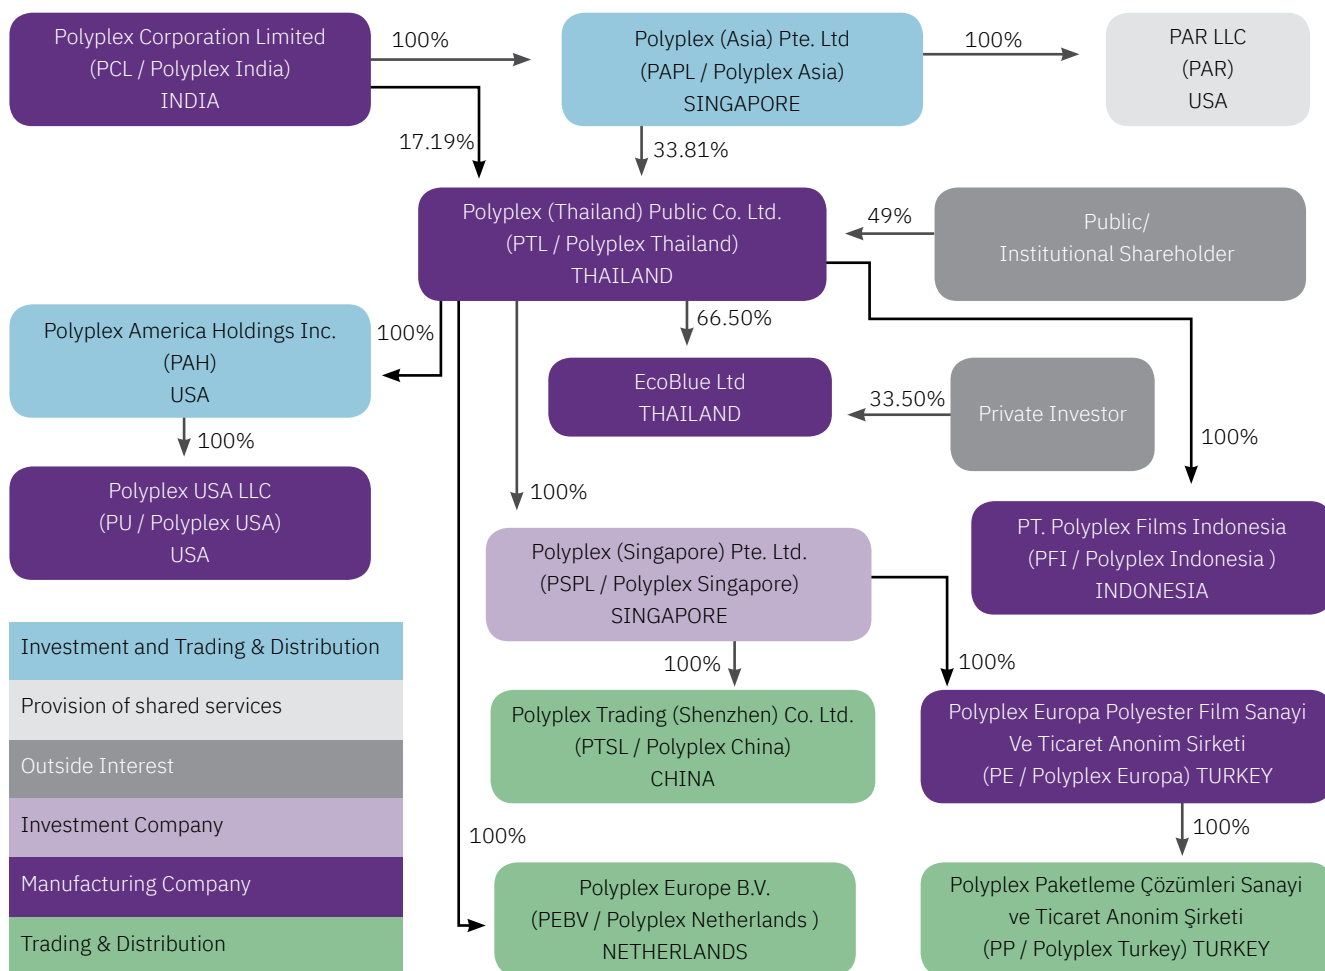 Polyplex Corporation Limited
(PCL / Polyplex India)
INDIA
100%
Polyplex (Asia) Pte. Ltd
(PAPL / Polyplex Asia)
SINGAPORE
100%
PAR LLC
(PAR)
USA
17.19%
33.81%
Polyplex (Thailand) Public Co. Ltd.
(PTL / Polyplex Thailand)
THAILAND
49%
Public/
Institutional Shareholder
Polyplex America Holdings Inc.
(PAH)
USA
100%
66.50%
EcoBlue Ltd
THAILAND
33.50%
Private Investor
100%
100%
Polyplex USA LLC
(PU / Polyplex USA)
USA
100%
PT. Polyplex Films Indonesia
(PFI / Polyplex Indonesia )
INDONESIA
Polyplex (Singapore) Pte. Ltd.
(PSPL / Polyplex Singapore)
SINGAPORE
100%
100%
Polyplex Trading (Shenzhen) Co. Ltd.
(PTSL / Polyplex China)
CHINA
Polyplex Europa Polyester Film Sanayi
Ve Ticaret Anonim Sirketi
(PE / Polyplex Europa) TURKEY
100%
100%
Polyplex Europe B.V.
(PEBV / Polyplex Netherlands )
NETHERLANDS
Polyplex Paketleme Çözümleri Sanayi
ve Ticaret Anonim Şirketi
(PP / Polyplex Turkey) TURKEY
Investment and Trading & Distribution
Provision of shared services
Outside Interest
Investment Company
Manufacturing Company
Trading & Distribution